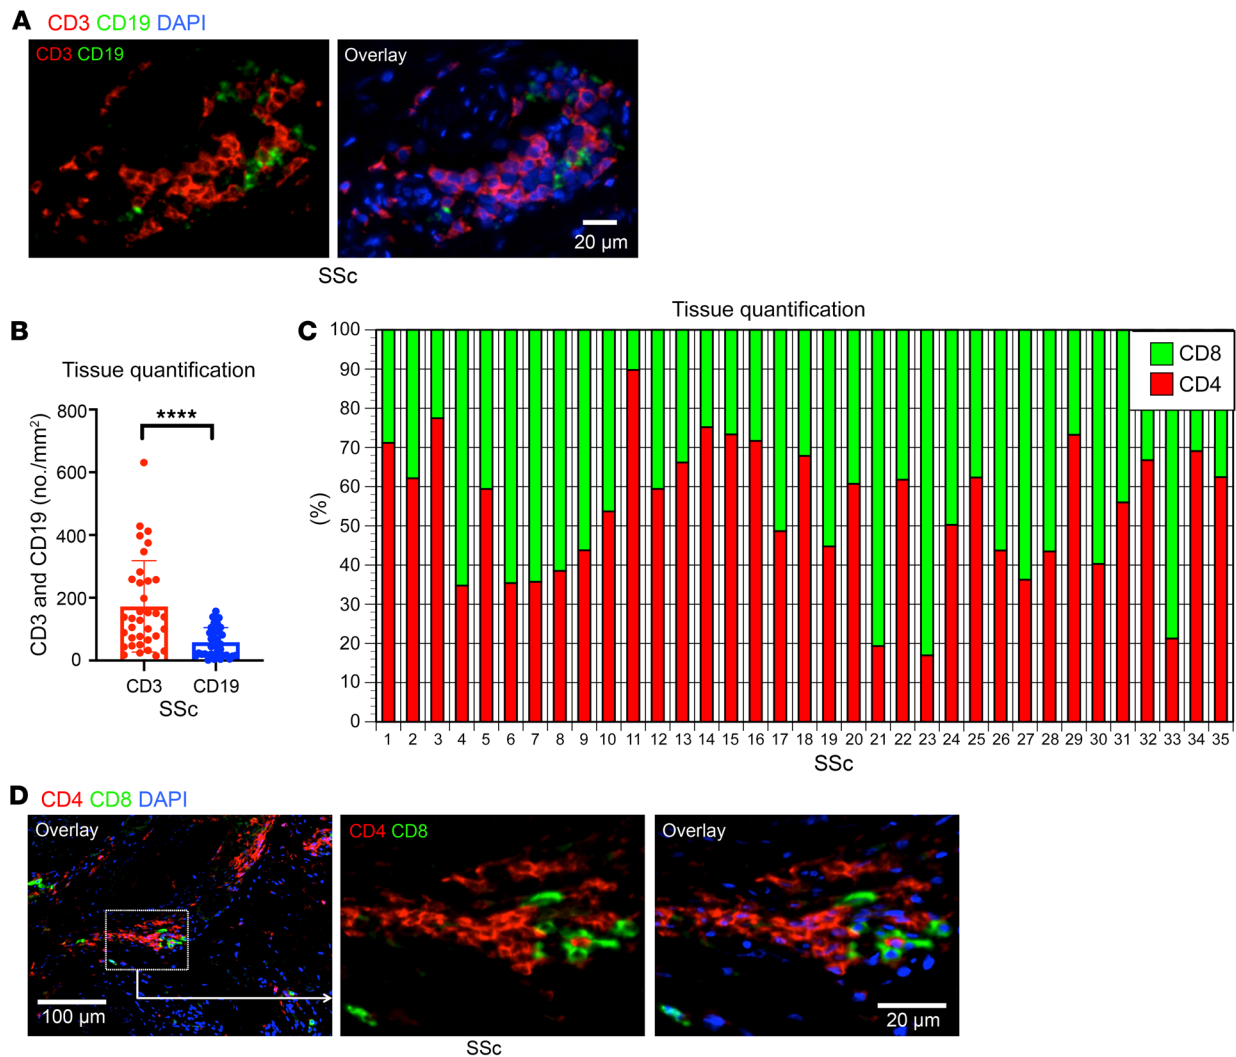 A
CD3 CD19 DAPI
CD3 CD19
Overlay
20 µm
SSc
B
Tissue quantification
CD3 and CD19 (no./mm²)
800
600
400
200
0
****
CD3 CD19
SSc
C
Tissue quantification
(%)
100
90
80
70
60
50
40
30
20
10
0
CD8
CD4
1 2 3 4 5 6 7 8 9 10 11 12 13 14 15 16 17 18 19 20 21 22 23 24 25 26 27 28 29 30 31 32 33 34 35
SSc
D
CD4 CD8 DAPI
Overlay
100 µm
CD4 CD8
Overlay
20 µm
SSc